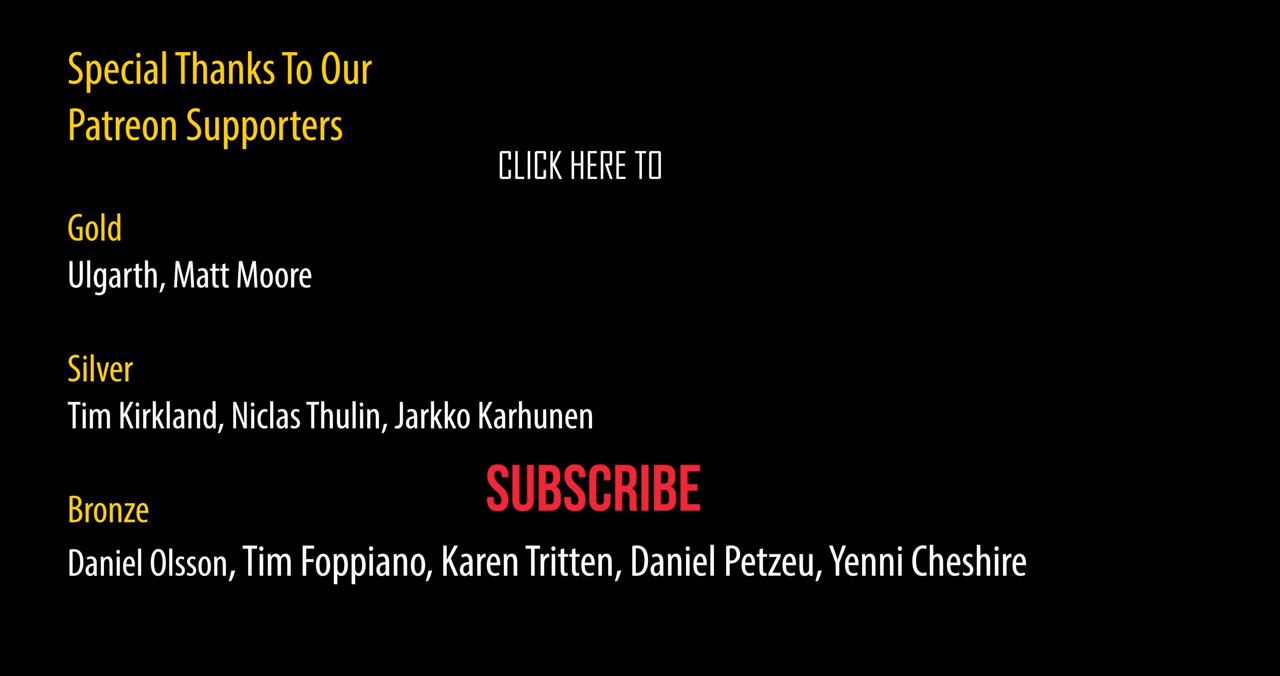 Special Thanks To Our
Patreon Supporters
CLICK HERE TO
Gold
Ulgarth, Matt Moore
Silver
Tim Kirkland, Niclas Thulin, Jarkko Karhunen
SUBSCRIBE
Bronze
Daniel Olsson, Tim Foppiano, Karen Tritten, Daniel Petzeu, Yenni Cheshire